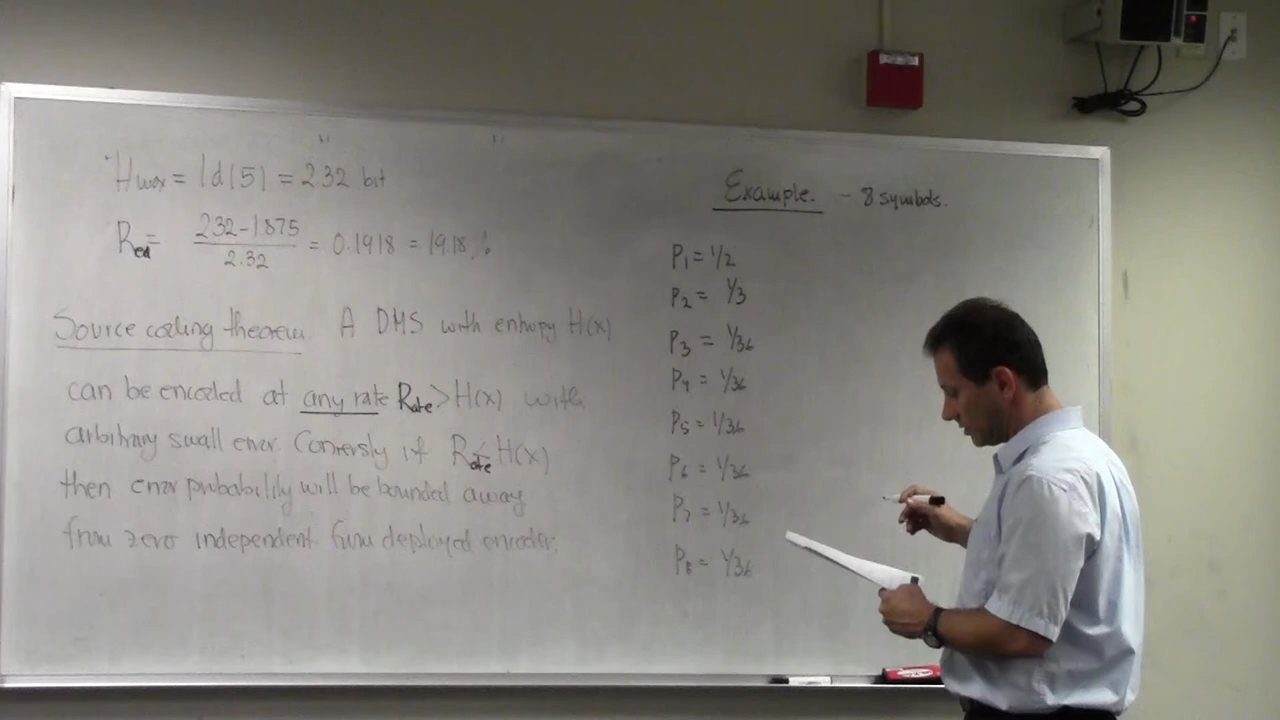 Hmax = ld(5) = 2.32 bit
Red = 2.32-1.875 / 2.32 = 0.1918 = 19.18 %
Source coding theorem. A DMS with entropy H(x)
can be encoded at any rate Rate > H(x) with
arbitrary small error. Conversly if Rate < H(x)
then error probability will be bounded away
from zero independent from deployed encoder.
Example. - 8 symbols.
P1 = 1/2
P2 = 1/3
P3 = 1/36
P4 = 1/36
P5 = 1/36
P6 = 1/36
P7 = 1/36
P8 = 1/36